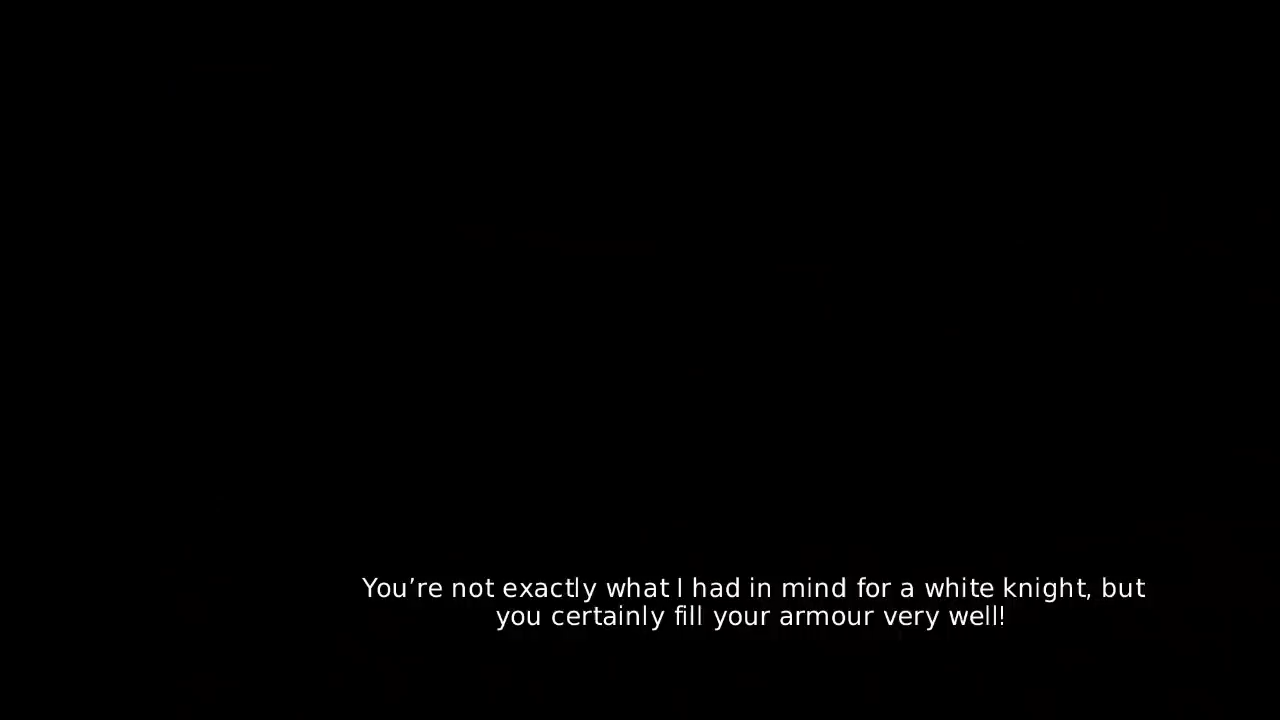 You’re not exactly what I had in mind for a white knight, but
you certainly fill your armour very well!